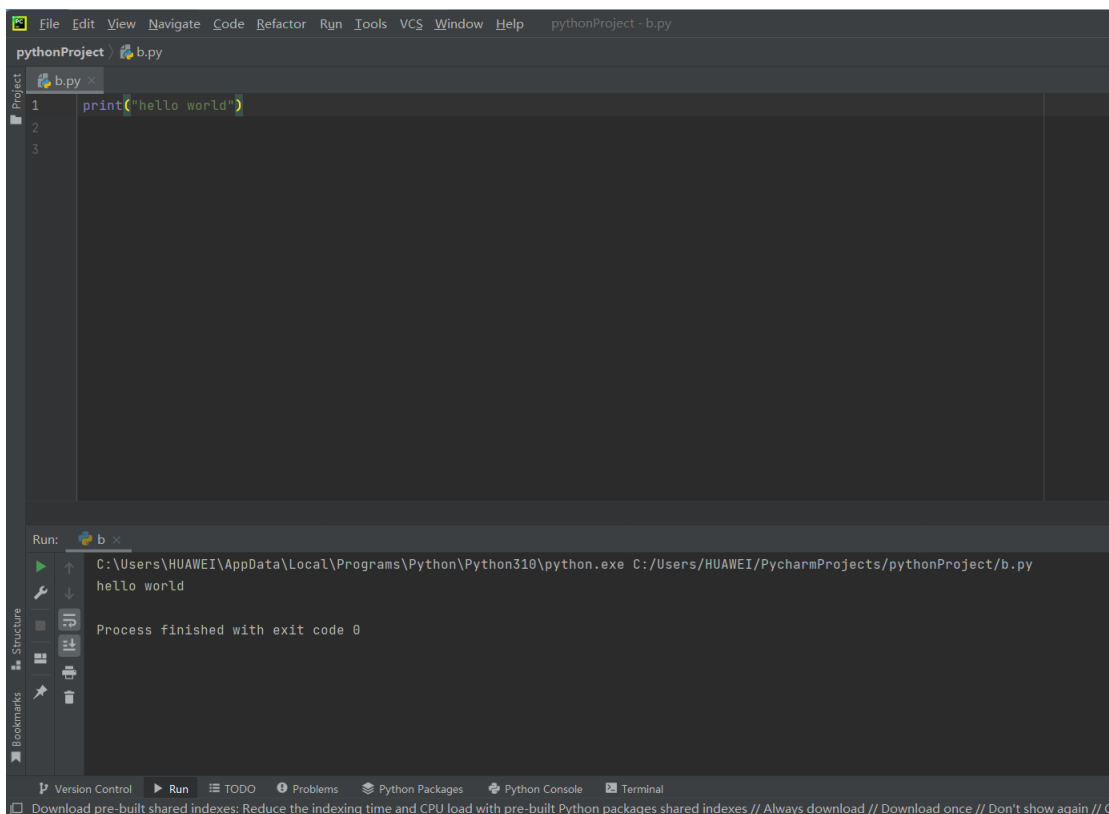 PC File Edit View Navigate Code Refactor Run Tools VCS Window Help pythonProject - b.py
pythonProject b.py
Project
b.py
1 print("hello world")
2
3
Run: b
C:\Users\HUAWEI\AppData\Local\Programs\Python\Python310\python.exe C:/Users/HUAWEI/PycharmProjects/pythonProject/b.py
hello world
Process finished with exit code 0
Structure
Bookmarks
Version Control Run TODO Problems Python Packages Python Console Terminal
Download pre-built shared indexes: Reduce the indexing time and CPU load with pre-built Python packages shared indexes // Always download // Download once // Don't show again //